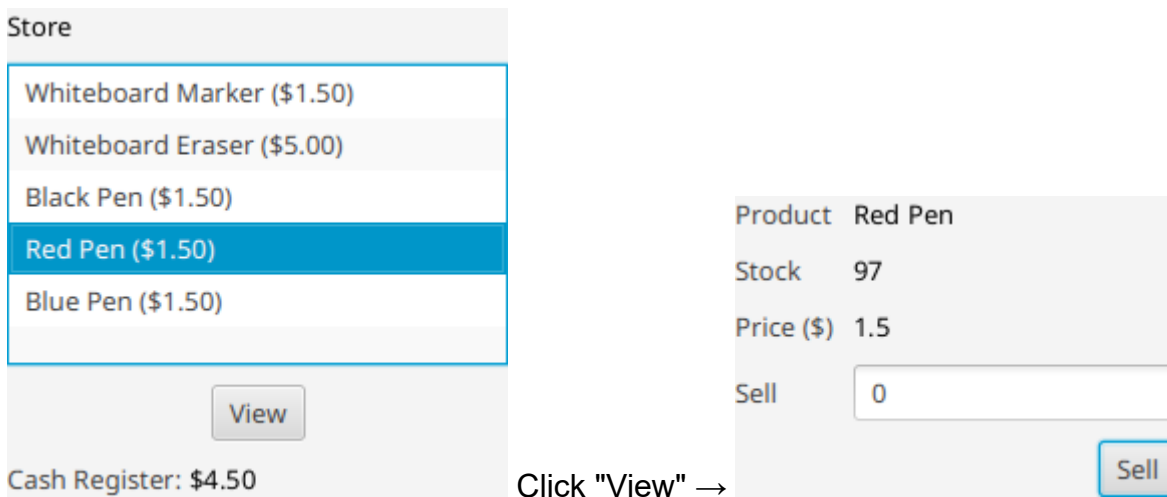 Store
Whiteboard Marker ($1.50)
Whiteboard Eraser ($5.00)
Black Pen ($1.50)
Red Pen ($1.50)
Blue Pen ($1.50)
View
Cash Register: $4.50
Click "View" →
Product Red Pen
Stock 97
Price ($) 1.5
Sell 0
Sell